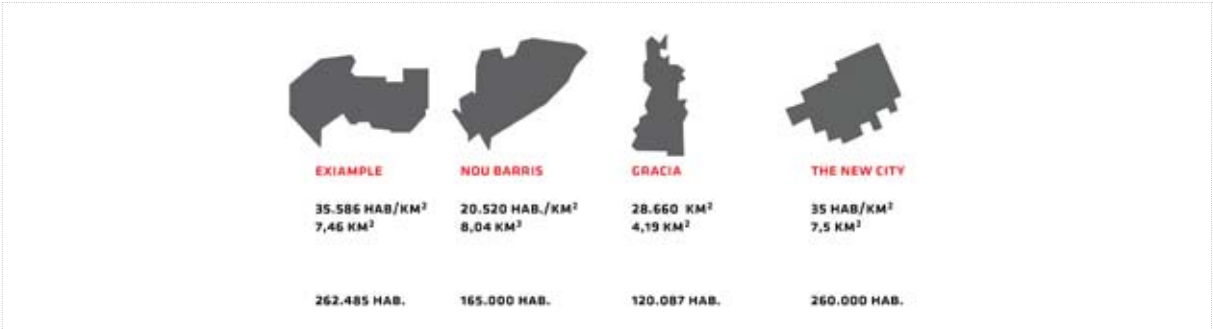 EXIAMPLE
35.586 HAB/KM²
7,46 KM²
262.485 HAB.
NOU BARRIS
20.520 HAB./KM²
8,04 KM²
165.000 HAB.
GRACIA
28.660 KM²
4,19 KM²
120.087 HAB.
THE NEW CITY
35 HAB/KM²
7,5 KM²
260.000 HAB.